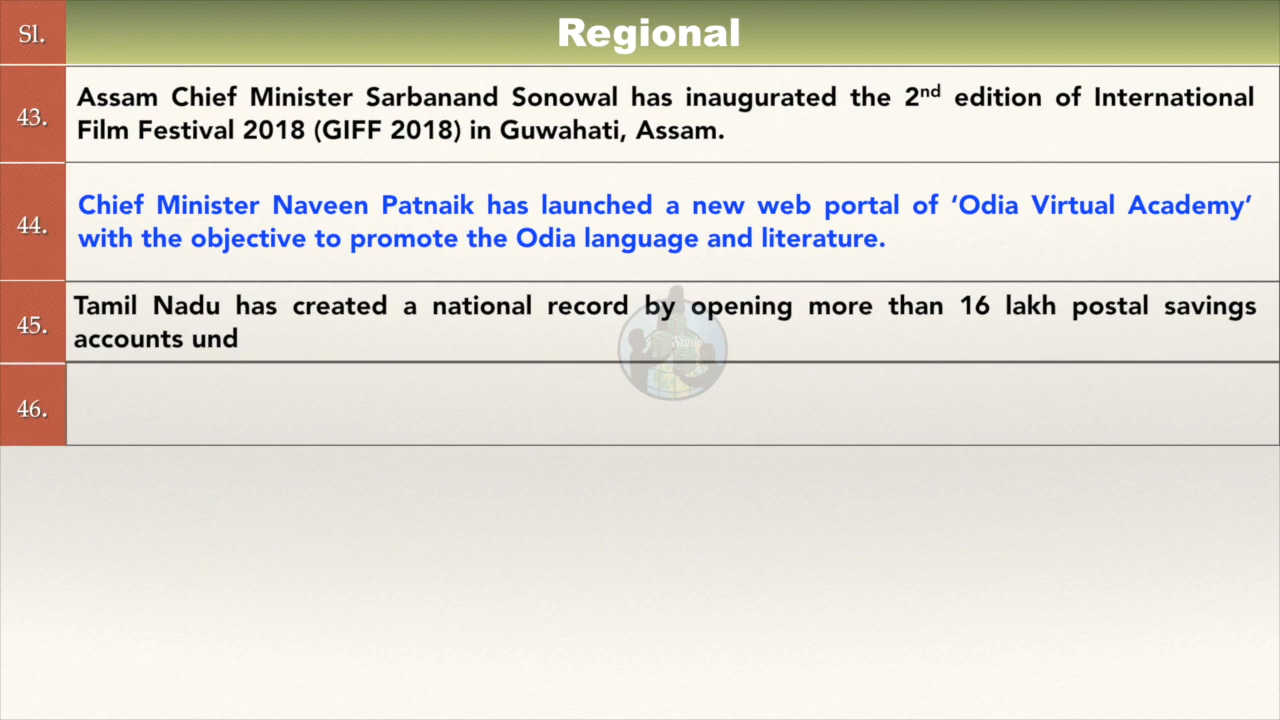 Sl. Regional
43. Assam Chief Minister Sarbanand Sonowal has inaugurated the 2nd edition of International
Film Festival 2018 (GIFF 2018) in Guwahati, Assam.
44. Chief Minister Naveen Patnaik has launched a new web portal of ‘Odia Virtual Academy’
with the objective to promote the Odia language and literature.
45. Tamil Nadu has created a national record by opening more than 16 lakh postal savings
accounts und
Study
46.